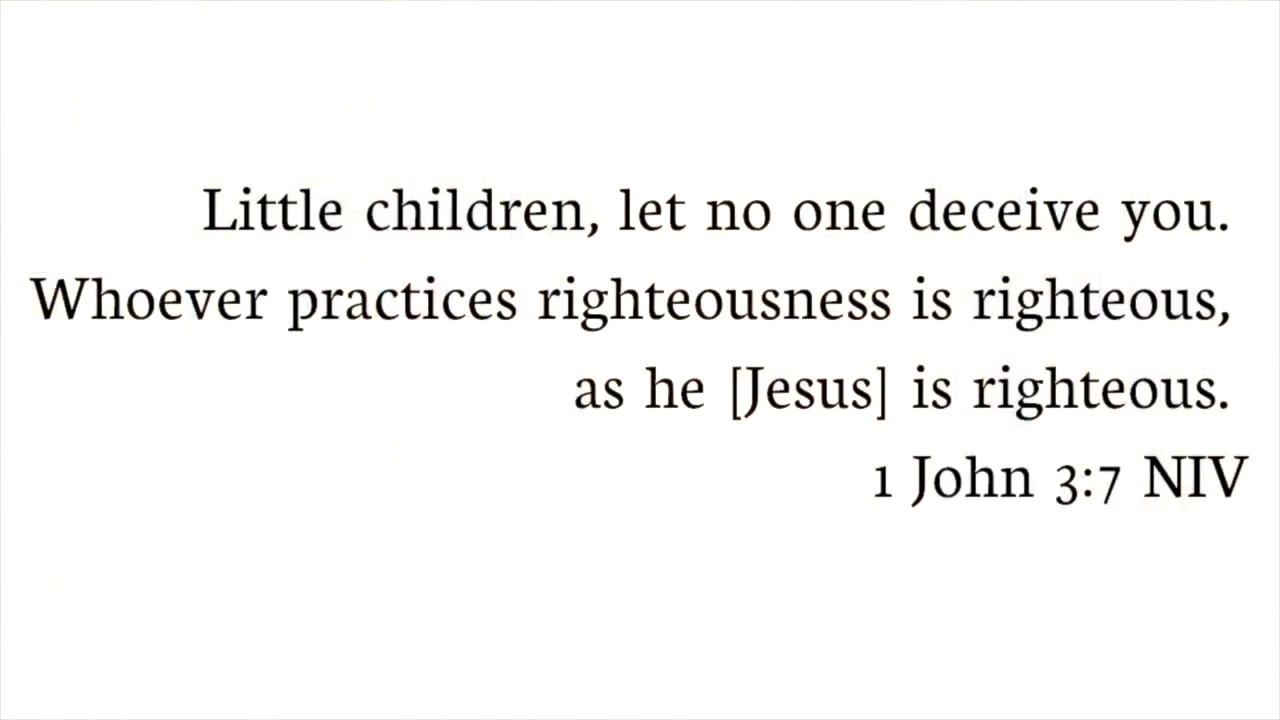 Little children, let no one deceive you.
Whoever practices righteousness is righteous,
as he [Jesus] is righteous.
1 John 3:7 NIV